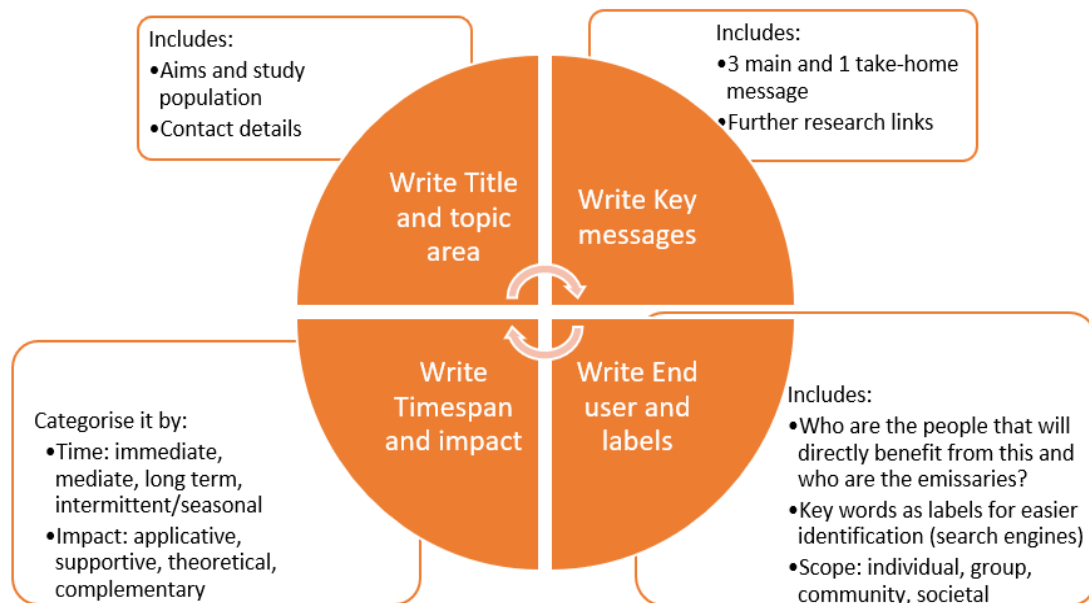 Includes:
•Aims and study
population
•Contact details
Includes:
•3 main and 1 take-home
message
•Further research links
Write Title
and topic
area
Write Key
messages
Write
Timespan
and impact
Write End
user and
labels
Categorise it by:
•Time: immediate,
mediate, long term,
intermittent/seasonal
•Impact: applicative,
supportive, theoretical,
complementary
Includes:
•Who are the people that will
directly benefit from this and
who are the emissaries?
•Key words as labels for easier
identification (search engines)
•Scope: individual, group,
community, societal